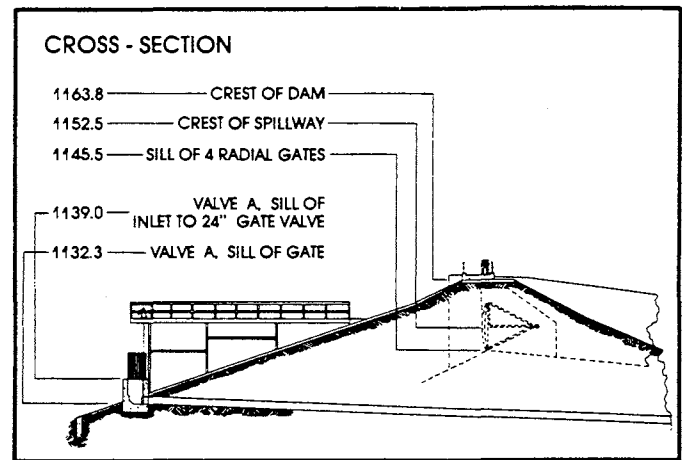 CROSS - SECTION
1163.8 CREST OF DAM
1152.5 CREST OF SPILLWAY
1145.5 SILL OF 4 RADIAL GATES
1139.0 VALVE A, SILL OF
INLET TO 24" GATE VALVE
1132.3 VALVE A, SILL OF GATE